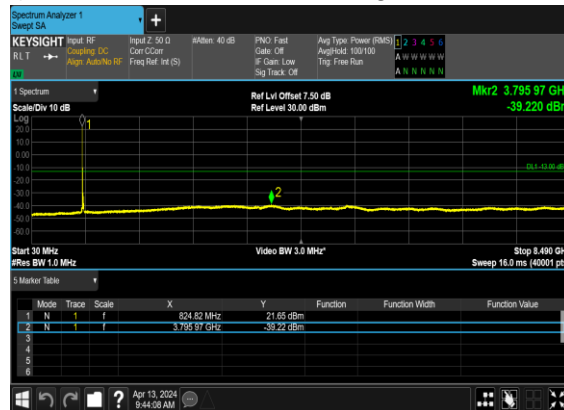 Spectrum Analyzer 1
Swept SA
+
KEYSIGHT Input: RF Input Z: 50 Ω #Atten: 40 dB PNO: Fast Avg Type: Power (RMS) 1 2 3 4 5 6
RLT Coupling: DC Corr CCorr Gate: Off Avg|Hold: 100/100 A W W W W W
Align: Auto/No RF Freq Ref: Int (S) IF Gain: Low Trig: Free Run
LW Sig Track: Off A N N N N N
1 Spectrum Ref Lvl Offset 7.50 dB Mkr2 3.795 97 GH
Scale/Div 10 dB Ref Level 30.00 dBm -39.220 dBr
Log
1
20.0
10.0
0.00
-10.0 DL1 -13.00 dB
-20.0
-30.0 2
-40.0
-50.0
-60.0
Start 30 MHz Video BW 3.0 MHz* Stop 8.490 GH
#Res BW 1.0 MHz Sweep 16.0 ms (40001 pt
5 Marker Table
Mode Trace Scale X Y Function Function Width Function Value
1 N 1 f 824.82 MHz 21.65 dBm
2 N 1 f 3.795 97 GHz -39.22 dBm
3
4
5
6
? Apr 13, 2024
9:44:08 AM